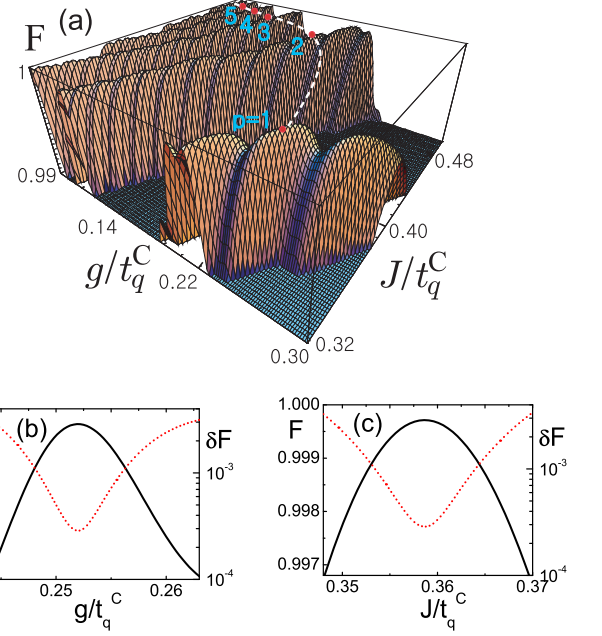 F (a)
5 4 3
2
1
p=1
0.99
0.48
0.14
0.40
g/t_q^C
0.22
J/t_q^C
0.30
0.32
(b)
δF
10^-3
10^-4
0.25
0.26
g/t_q^C
1.000
F
(c)
0.999
0.998
0.997
δF
10^-3
10^-4
0.35
0.36
0.37
J/t_q^C